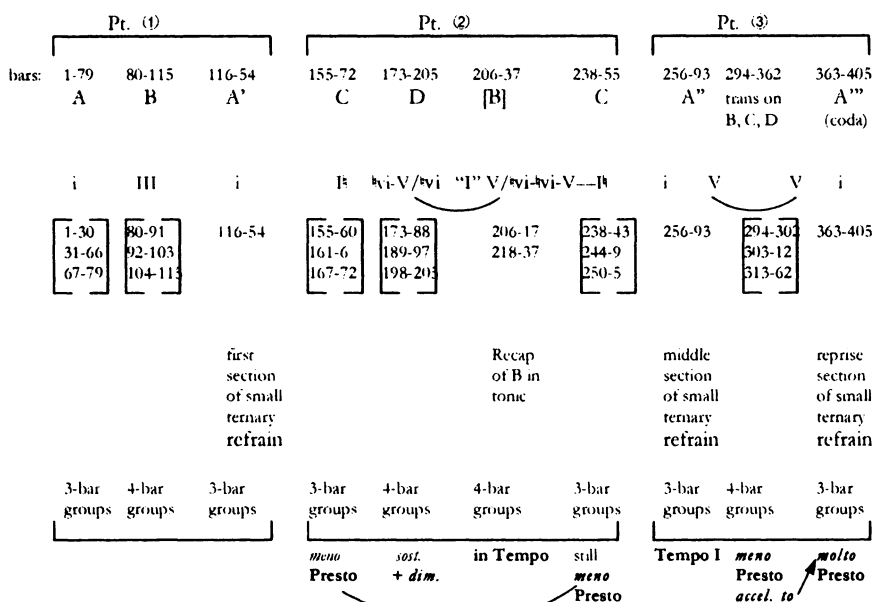 Pt. (1) Pt. (2) Pt. (3)
bars: 1-79 80-115 116-54 155-72 173-205 206-37 238-55 256-93 294-362 363-405
A B A' C D [B] C A" trans on A"'
B, C, D (coda)
i III i I♮ ♮vi-V/♮vi "I" V/♮vi-♮vi-V—I♮ i V V i
1-30 80-91 116-54 155-60 173-88 206-17 238-43 256-93 294-302 363-405
31-66 92-103 161-6 189-97 218-37 244-9 303-12
67-79 104-115 167-72 198-205 250-5 313-62
first Recap middle reprise
section of B in section section
of small tonic of small of small
ternary ternary ternary
refrain refrain refrain
3-bar 4-bar 3-bar 3-bar 4-bar 4-bar 3-bar 3-bar 4-bar 3-bar
groups groups groups groups groups groups groups groups groups groups
meno sost. in Tempo still Tempo I meno molto
Presto + dim. meno Presto Presto
Presto accel. to